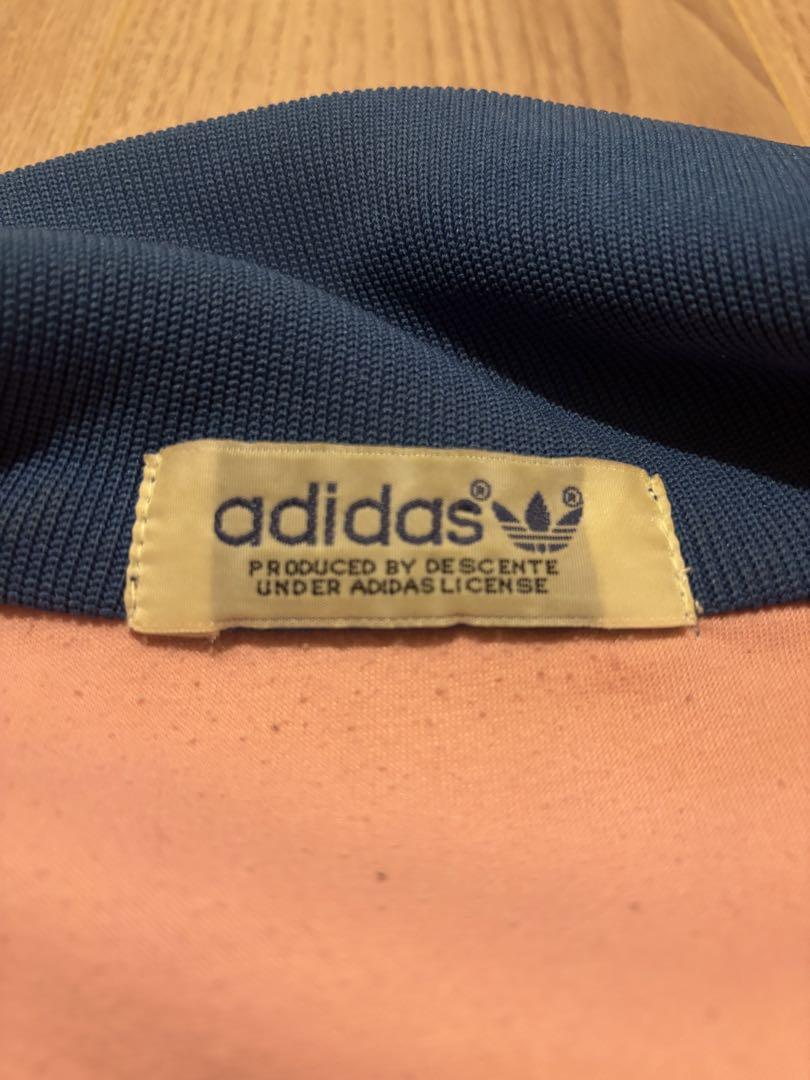 adidas® ®
PRODUCED BY DESCENTE
UNDER ADIDAS LICENSE